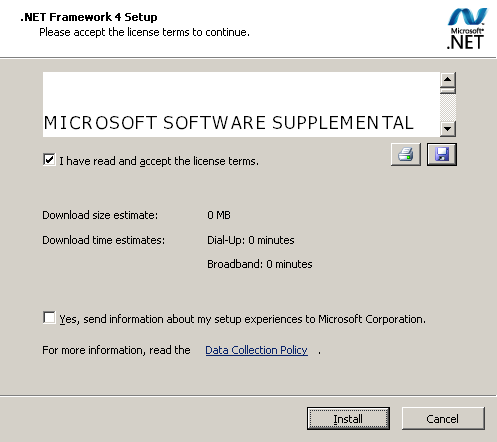 .NET Framework 4 Setup
Please accept the license terms to continue.
Microsoft®
.NET
MICROSOFT SOFTWARE SUPPLEMENTAL
I have read and accept the license terms.
Download size estimate: 0 MB
Download time estimates: Dial-Up: 0 minutes
Broadband: 0 minutes
Yes, send information about my setup experiences to Microsoft Corporation.
For more information, read the Data Collection Policy .
Install Cancel